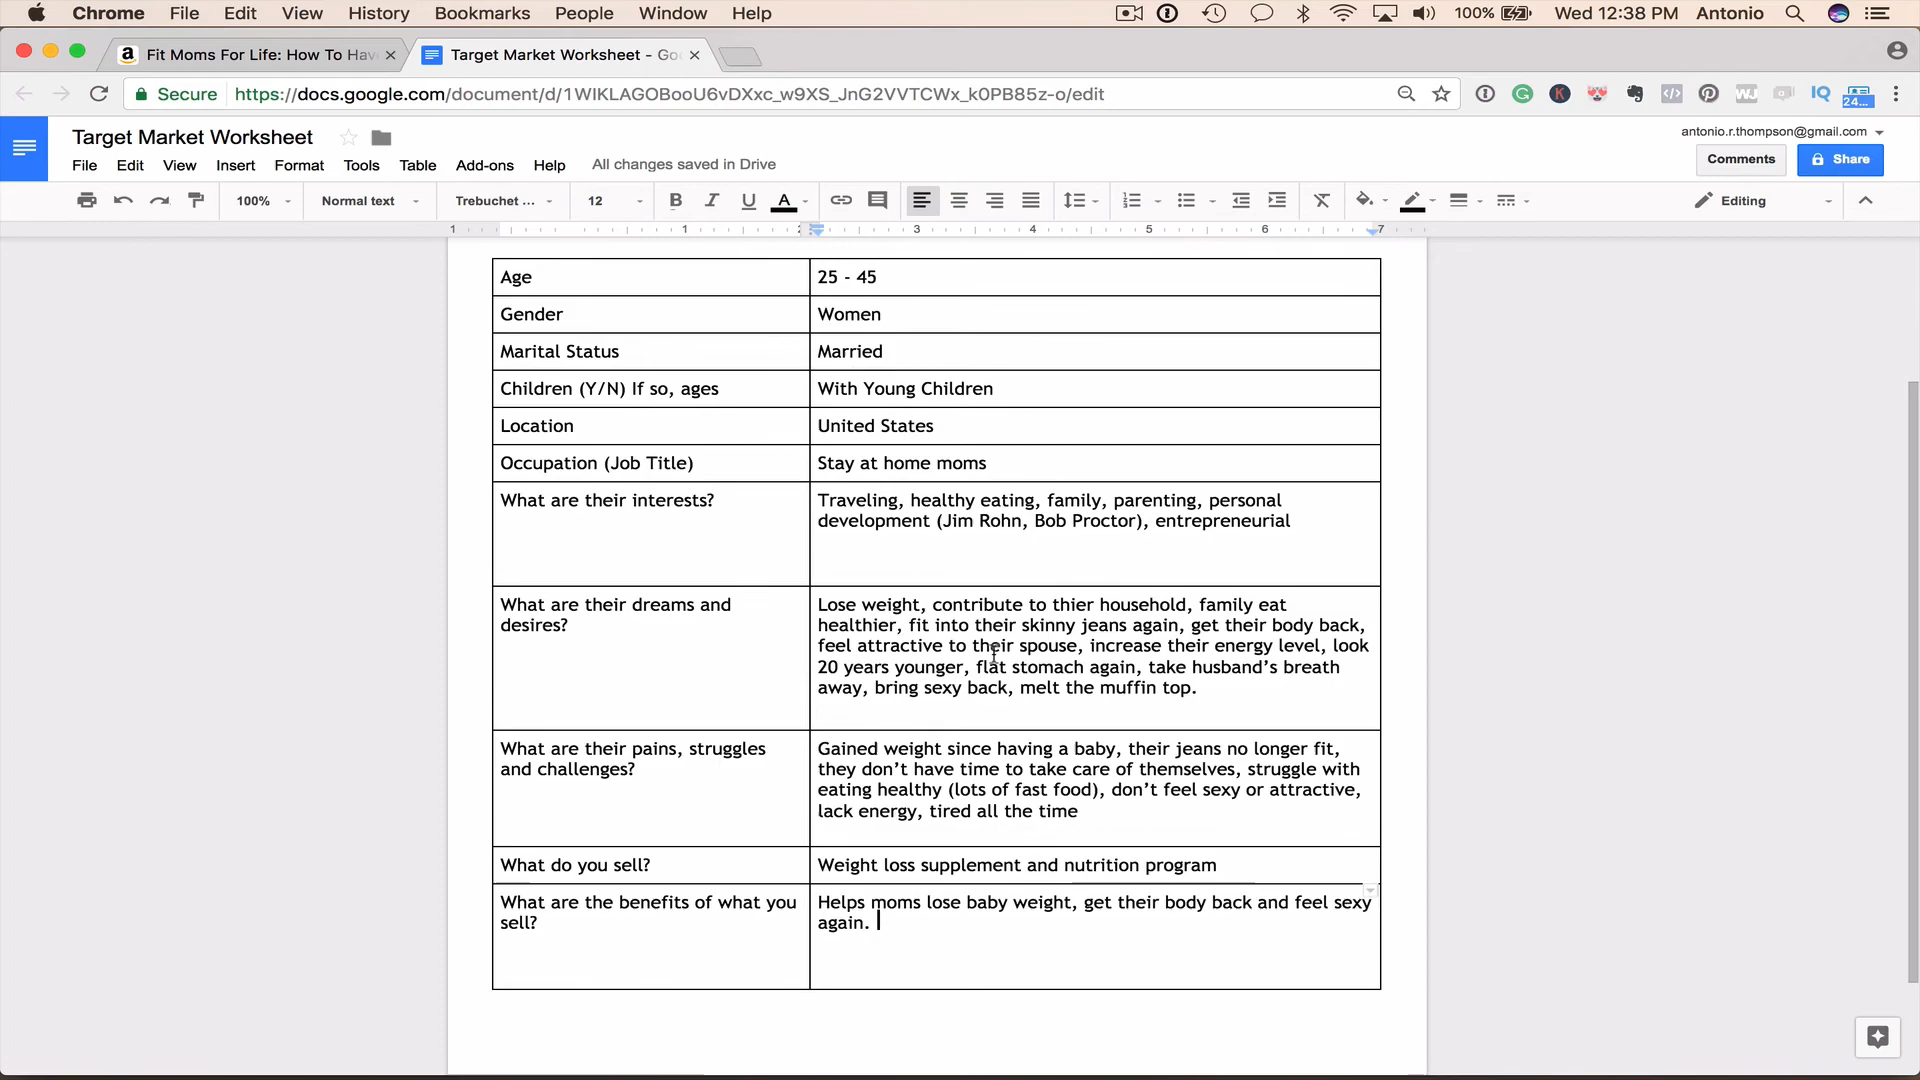 Chrome File Edit View History Bookmarks People Window Help 100% Wed 12:38 PM Antonio
Fit Moms For Life: How To Hav
Target Market Worksheet - Go
Secure https://docs.google.com/document/d/1WIKLAGOBooU6vDXxc_w9XS_JnG2VVTCWx_k0PB85z-o/edit
Target Market Worksheet
antonio.r.thompson@gmail.com
File Edit View Insert Format Tools Table Add-ons Help All changes saved in Drive
Comments Share
100% Normal text Trebuchet ... 12 B I U A Editing
1 1 2 3 4 5 6 7
Age 25 - 45
Gender Women
Marital Status Married
Children (Y/N) If so, ages With Young Children
Location United States
Occupation (Job Title) Stay at home moms
What are their interests? Traveling, healthy eating, family, parenting, personal
development (Jim Rohn, Bob Proctor), entrepreneurial
What are their dreams and
desires?
Lose weight, contribute to thier household, family eat
healthier, fit into their skinny jeans again, get their body back,
feel attractive to their spouse, increase their energy level, look
20 years younger, flat stomach again, take husband's breath
away, bring sexy back, melt the muffin top.
What are their pains, struggles
and challenges?
Gained weight since having a baby, their jeans no longer fit,
they don't have time to take care of themselves, struggle with
eating healthy (lots of fast food), don't feel sexy or attractive,
lack energy, tired all the time
What do you sell? Weight loss supplement and nutrition program
What are the benefits of what you
sell?
Helps moms lose baby weight, get their body back and feel sexy
again.